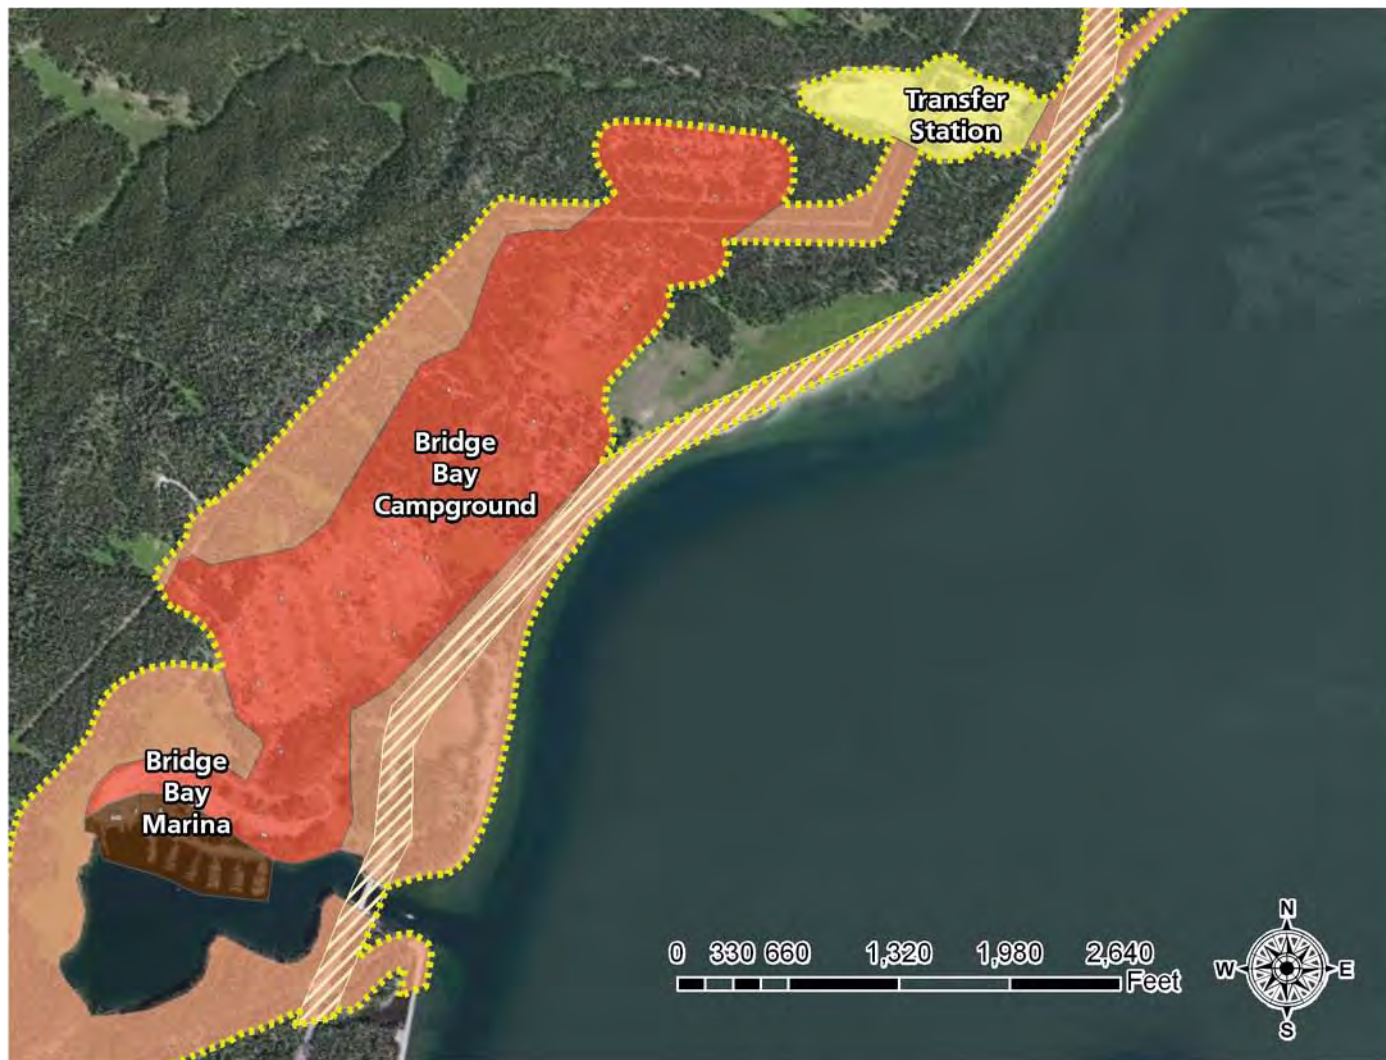 Transfer
Station
Bridge
Bay
Campground
Bridge
Bay
Marina
0 330 660 1,320 1,980 2,640
Feet
N
W E
S